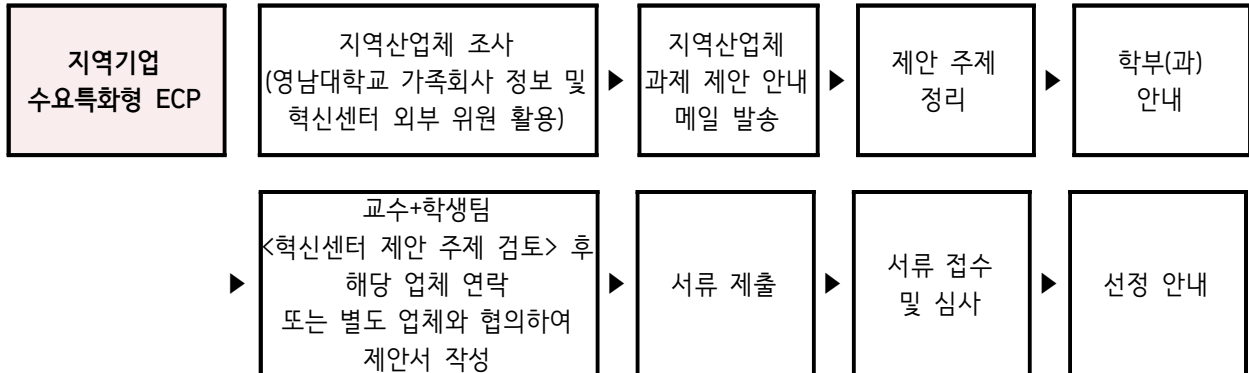 지역기업
수요특화형 ECP
지역산업체 조사
(영남대학교 가족회사 정보 및
혁신센터 외부 위원 활용)
▶
지역산업체
과제 제안 안내
메일 발송
▶
제안 주제
정리
▶
학부(과)
안내
▶
교수+학생팀
<혁신센터 제안 주제 검토> 후
해당 업체 연락
또는 별도 업체와 협의하여
제안서 작성
▶
서류 제출
▶
서류 접수
및 심사
▶
선정 안내